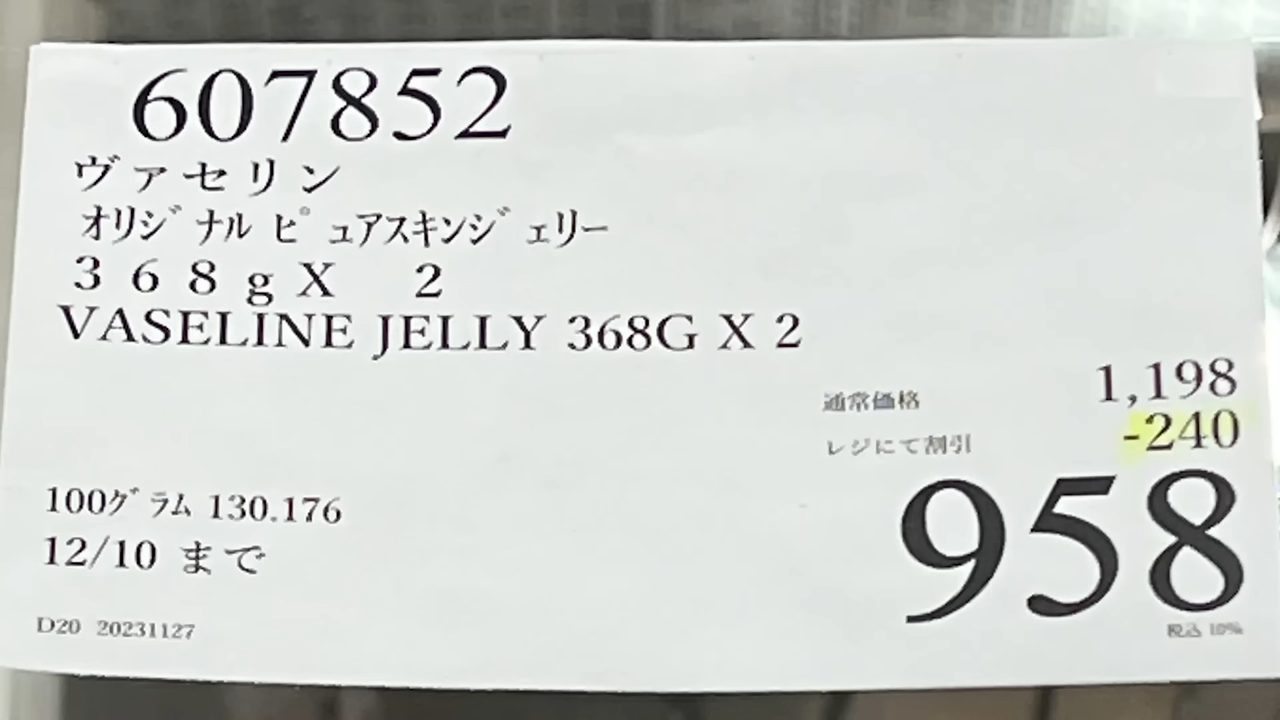 607852
ヴァセリン
オリジナル ピュアスキンジェリー
368gX 2
VASELINE JELLY 368G X 2
通常価格 1,198
レジにて割引 -240
958
税込 10%
100グラム 130.176
12/10 まで
D20 20231127